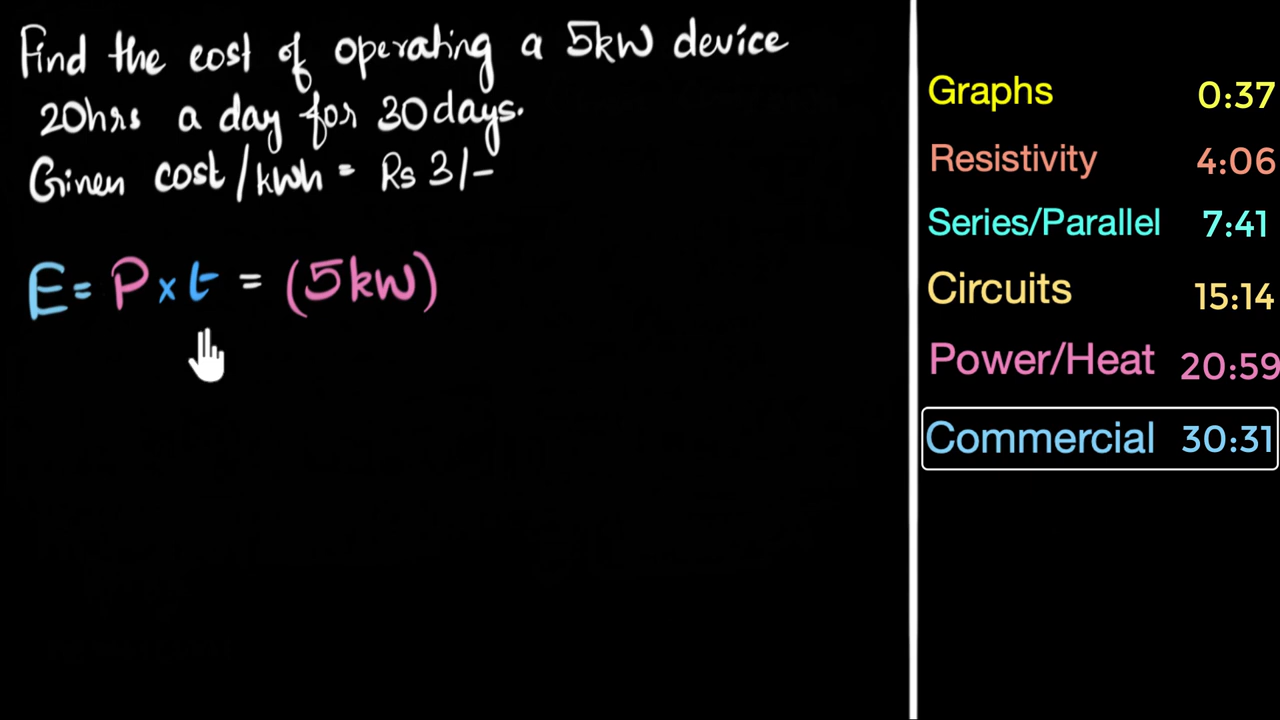 Find the cost of operating a 5kW device
20hrs a day for 30days.
Given cost/kwh = Rs 3/-
E = P × t = (5kW)
Graphs 0:37
Resistivity 4:06
Series/Parallel 7:41
Circuits 15:14
Power/Heat 20:59
Commercial 30:31